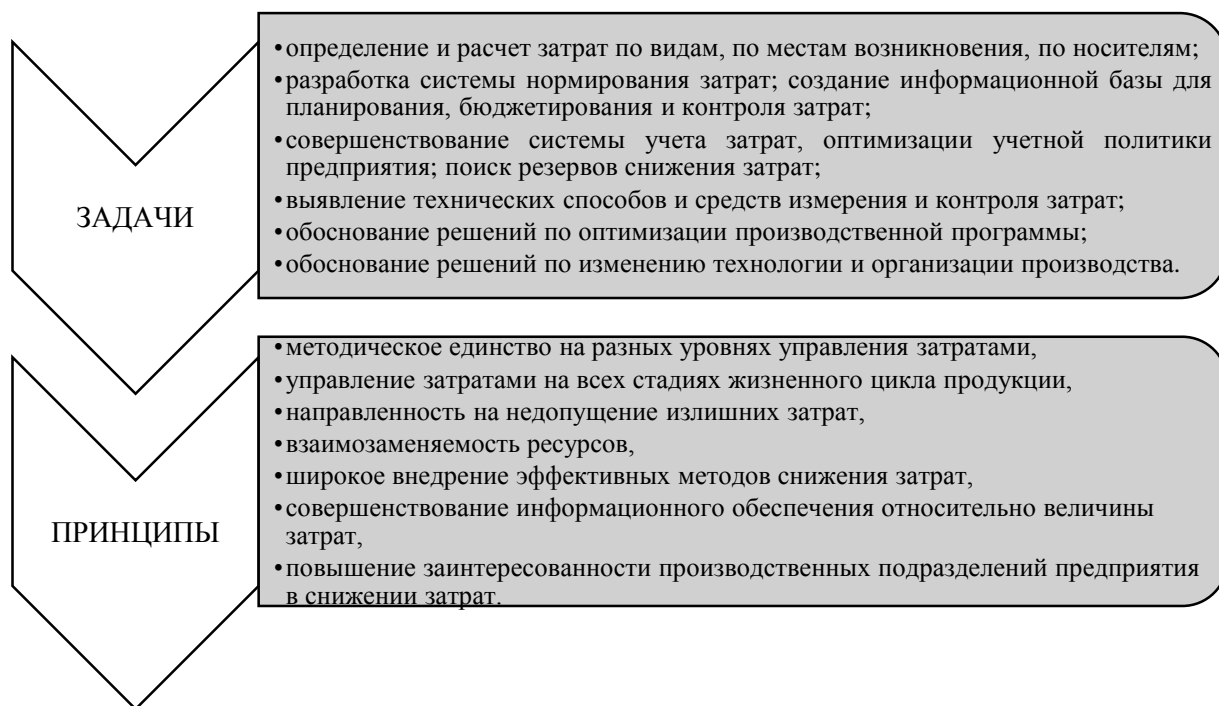 ЗАДАЧИ
•определение и расчет затрат по видам, по местам возникновения, по носителям;
•разработка системы нормирования затрат; создание информационной базы для
планирования, бюджетирования и контроля затрат;
•совершенствование системы учета затрат, оптимизации учетной политики
предприятия; поиск резервов снижения затрат;
•выявление технических способов и средств измерения и контроля затрат;
•обоснование решений по оптимизации производственной программы;
•обоснование решений по изменению технологии и организации производства.
ПРИНЦИПЫ
•методическое единство на разных уровнях управления затратами,
•управление затратами на всех стадиях жизненного цикла продукции,
•направленность на недопущение излишних затрат,
•взаимозаменяемость ресурсов,
•широкое внедрение эффективных методов снижения затрат,
•совершенствование информационного обеспечения относительно величины
затрат,
•повышение заинтересованности производственных подразделений предприятия
в снижении затрат.